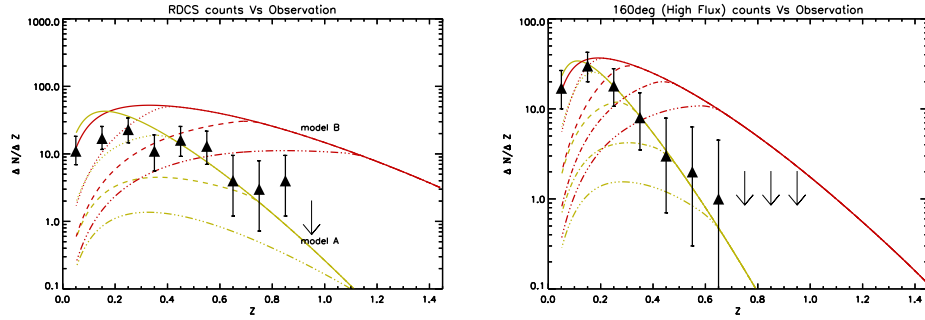 RDCS counts Vs Observation
1000.0
100.0
10.0
1.0
0.1
Δ N/Δ Z
model B
model A
0.0 0.2 0.4 0.6 0.8 1.0 1.2 1.4
Z
160deg (High Flux) counts Vs Observation
100.0
10.0
1.0
0.1
Δ N/Δ Z
0.0 0.2 0.4 0.6 0.8 1.0 1.2 1.4
Z